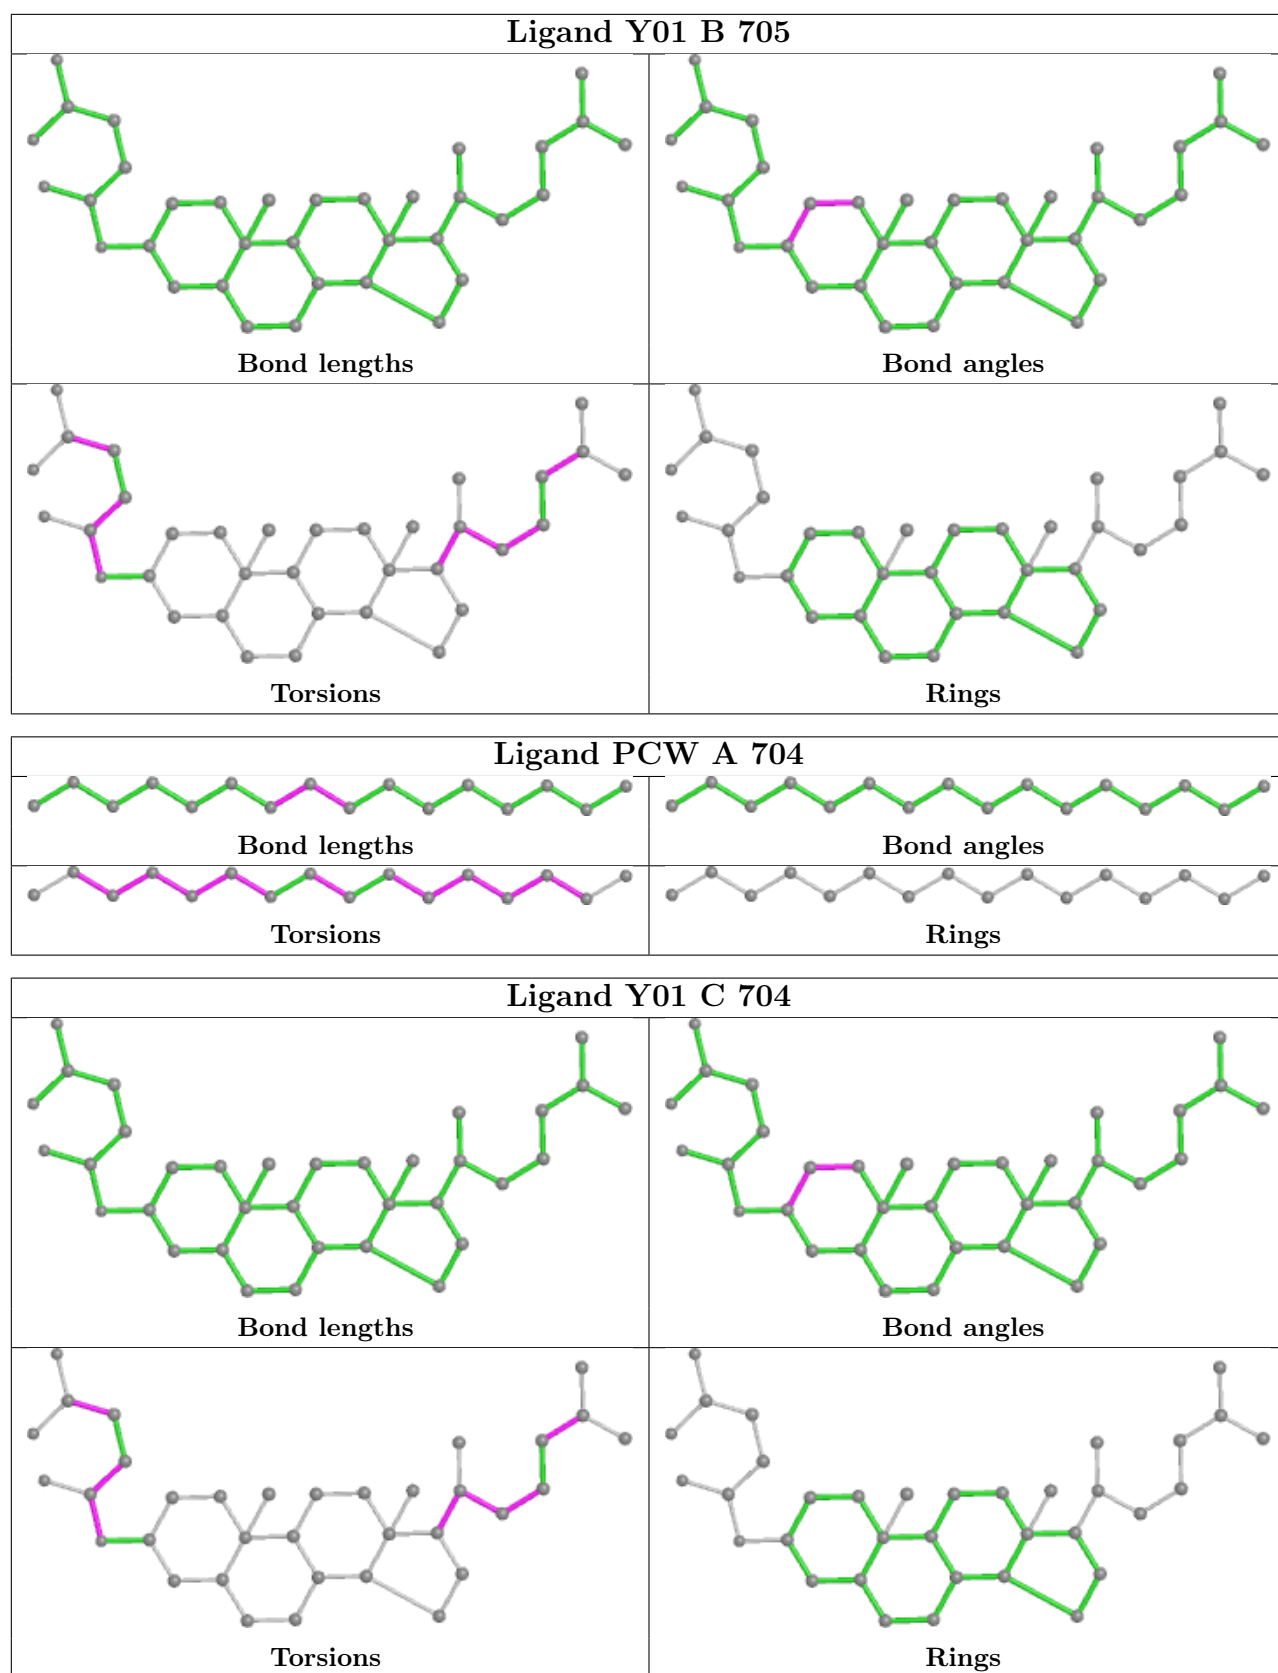 Ligand Y01 B 705
Bond lengths
Bond angles
Torsions
Rings
Ligand PCW A 704
Bond lengths
Bond angles
Torsions
Rings
Ligand Y01 C 704
Bond lengths
Bond angles
Torsions
Rings